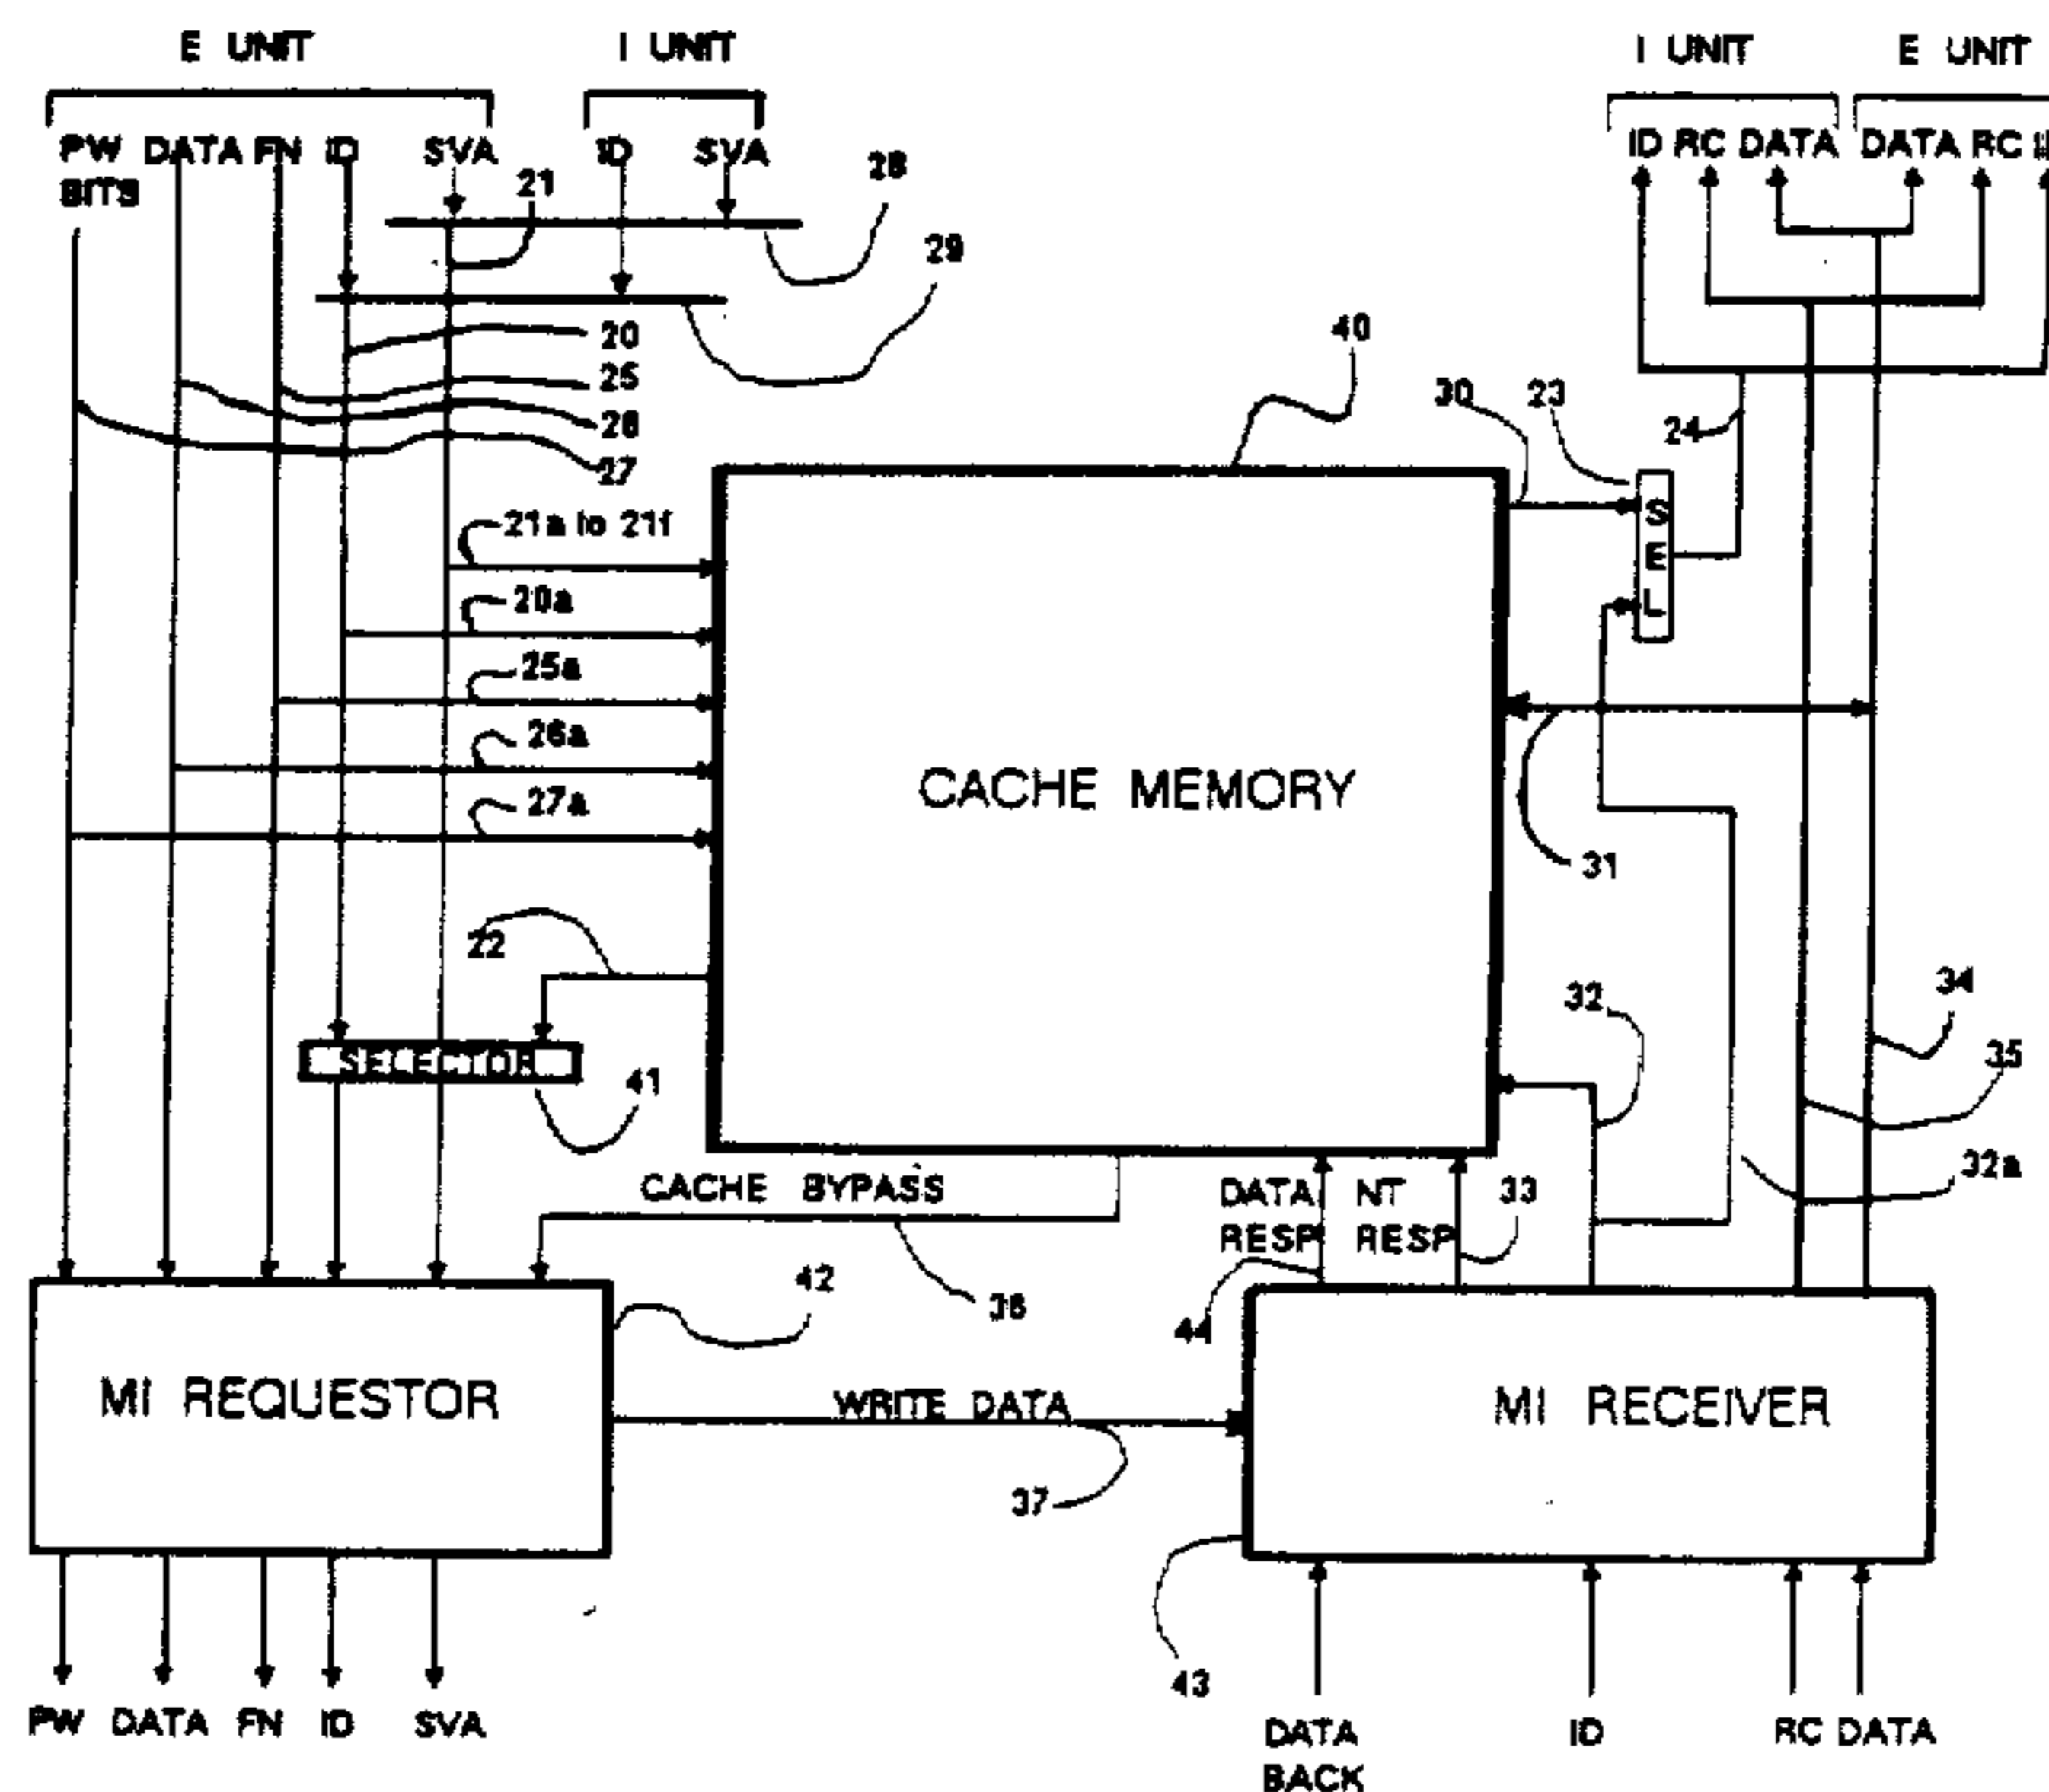 E UNIT
I UNIT
I UNIT
E UNIT
PW BITS
DATA
FN
ID
SVA
ID
SVA
ID RC DATA
DATA RC
21
28
29
20
25
26
27
40
30
23
24
SEL
21a to 21f
20a
25a
26a
27a
CACHE MEMORY
31
22
SELECTOR
41
32
34
35
32a
CACHE BYPASS
36
DATA RESP
44
RESP
33
42
MI REQUESTOR
WRITE DATA
37
MI RECEIVER
43
PW
DATA
FN
ID
SVA
DATA BACK
ID
RC DATA